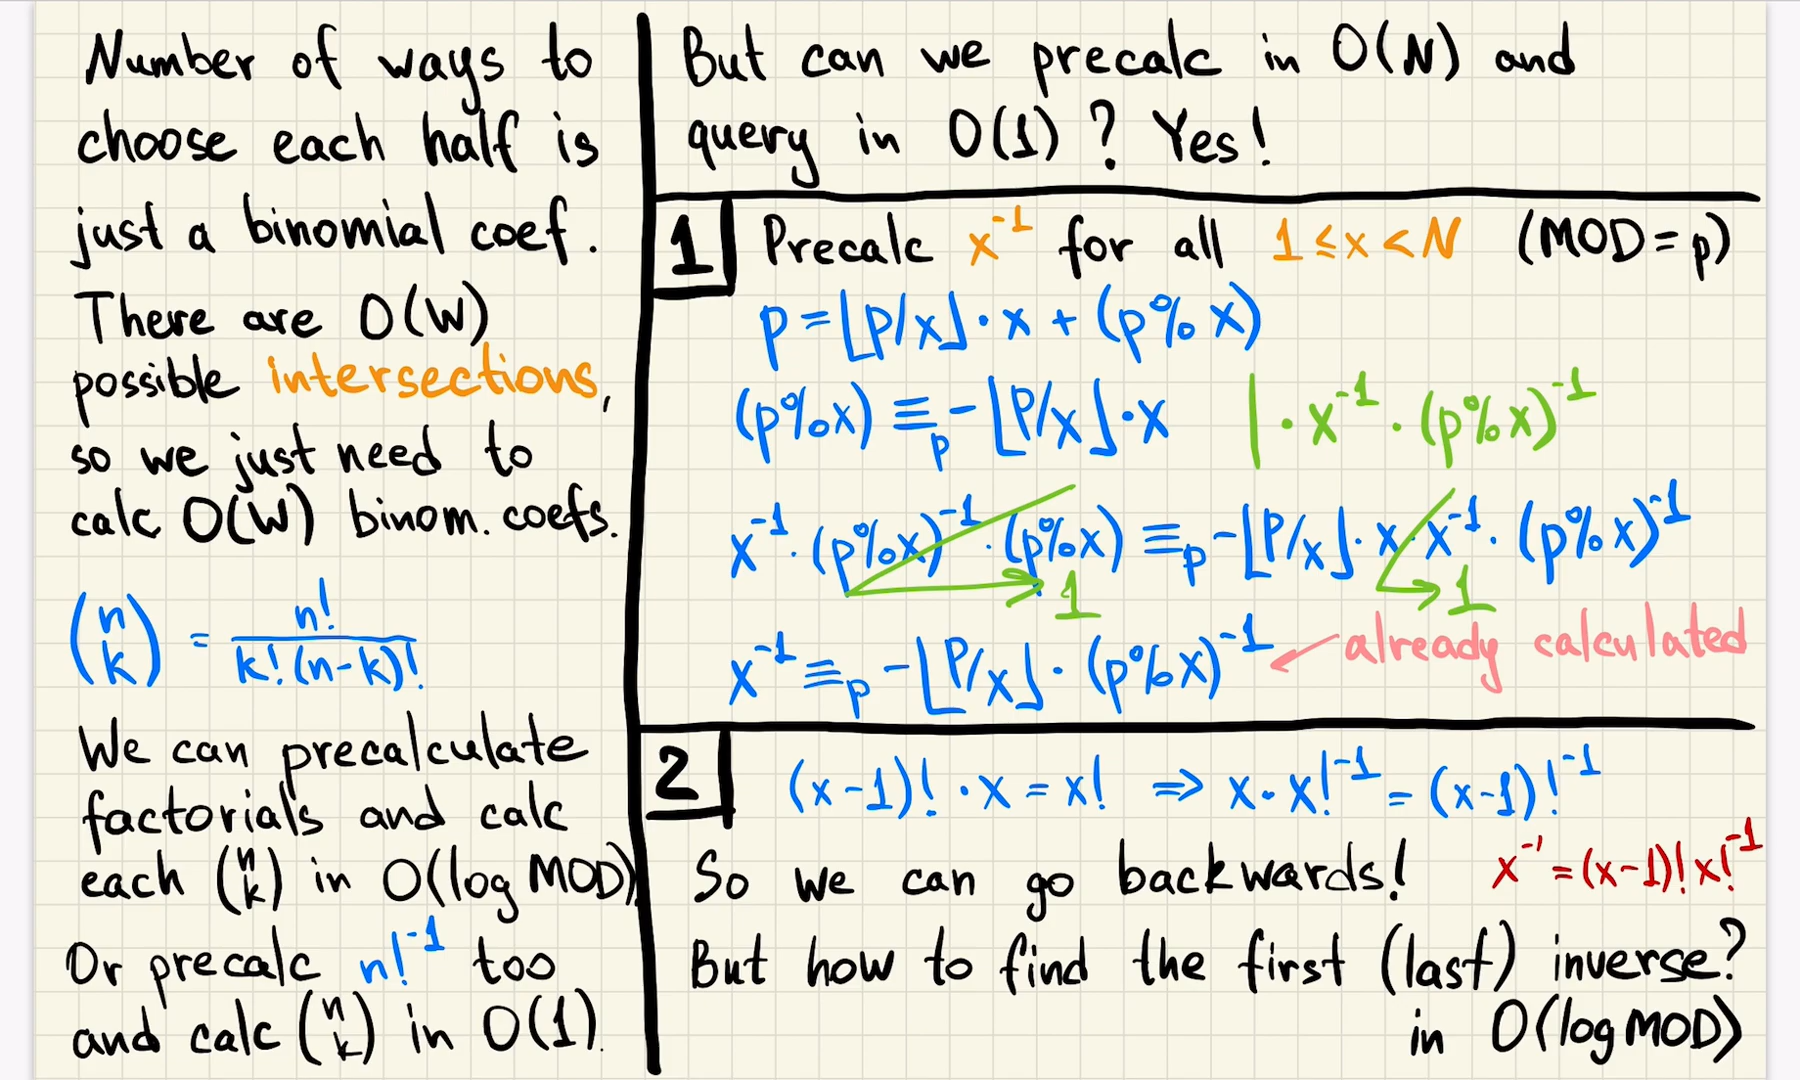 Number of ways to
choose each half is
just a binomial coef.
There are O(W)
possible intersections,
so we just need to
calc O(W) binom. coefs.
(n k) = n! / k!(n-k)!
We can precalculate
factorials and calc
each (n k) in O(log MOD).
Or precalc n!⁻¹ too
and calc (n k) in O(1).
But can we precalc in O(N) and
query in O(1)? Yes!
1 Precalc x⁻¹ for all 1 ≤ x < N (MOD = p)
p = ⌊p/x⌋ · x + (p % x)
(p%x) ≡p - ⌊p/x⌋ · x | · x⁻¹ · (p%x)⁻¹
x⁻¹ · (p%x)⁻¹ · (p%x) ≡p - ⌊p/x⌋ · x · x⁻¹ · (p%x)⁻¹
1 1
x⁻¹ ≡p - ⌊p/x⌋ · (p%x)⁻¹ ← already calculated
2 (x-1)! · x = x! ⇒ x · x!⁻¹ = (x-1)!⁻¹
So we can go backwards! x⁻¹ = (x-1)! x!⁻¹
But how to find the first (last) inverse?
in O(log MOD)